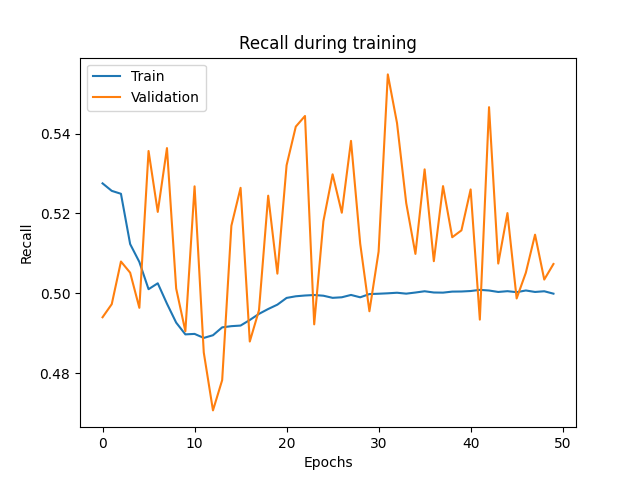 Recall during training
Train
Validation
0.54
0.52
0.50
0.48
Recall
0 10 20 30 40 50
Epochs